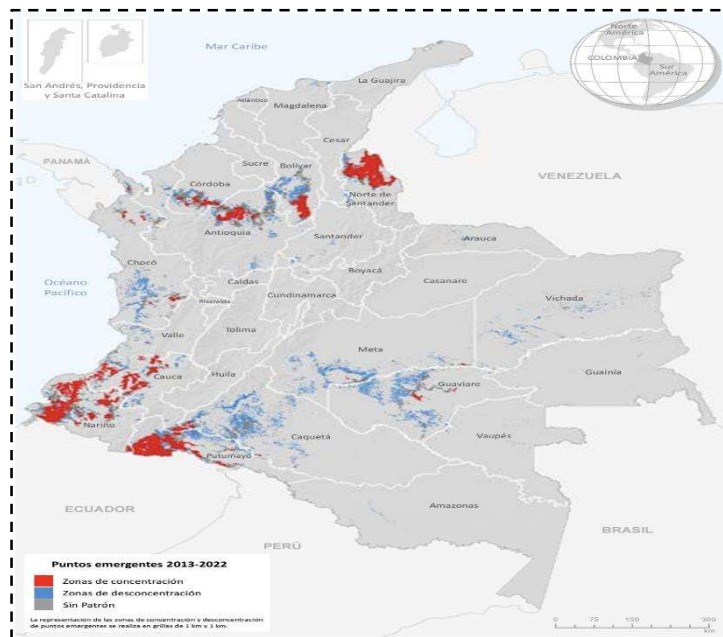 Mar Caribe
Norte
América
COLOMBIA
Sur
América
San Andrés, Providencia
y Santa Catalina
La Guajira
Atlántico
Magdalena
Cesar
PANAMÁ
Sucre
Bolívar
VENEZUELA
Córdoba
Norte de
Santander
Antioquia
Santander
Arauca
Chocó
Boyacá
Océano
Pacífico
Caldas
Casanare
Risaralda
Cundinamarca
Vichada
Valle
Tolima
Meta
Cauca
Huila
Guainía
Guaviare
Nariño
Caquetá
Vaupés
Putumayo
Amazonas
ECUADOR
BRASIL
PERÚ
Puntos emergentes 2013-2022
Zonas de concentración
Zonas de desconcentración
Sin Patrón
La representación de las zonas de concentración y desconcentración
de puntos emergentes se realiza en grillas de 1 km x 1 km.
0 75 150 225 300
km